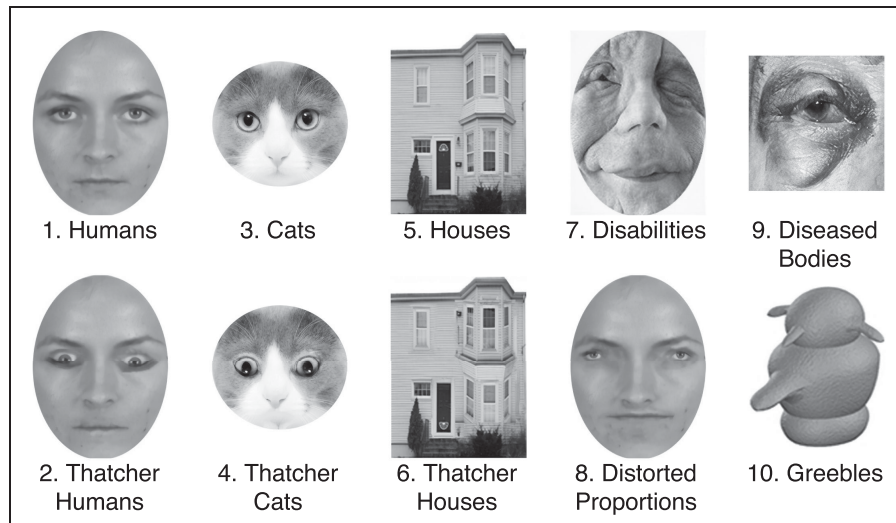 1. Humans
3. Cats
5. Houses
7. Disabilities
9. Diseased
Bodies
2. Thatcher
Humans
4. Thatcher
Cats
6. Thatcher
Houses
8. Distorted
Proportions
10. Greebles